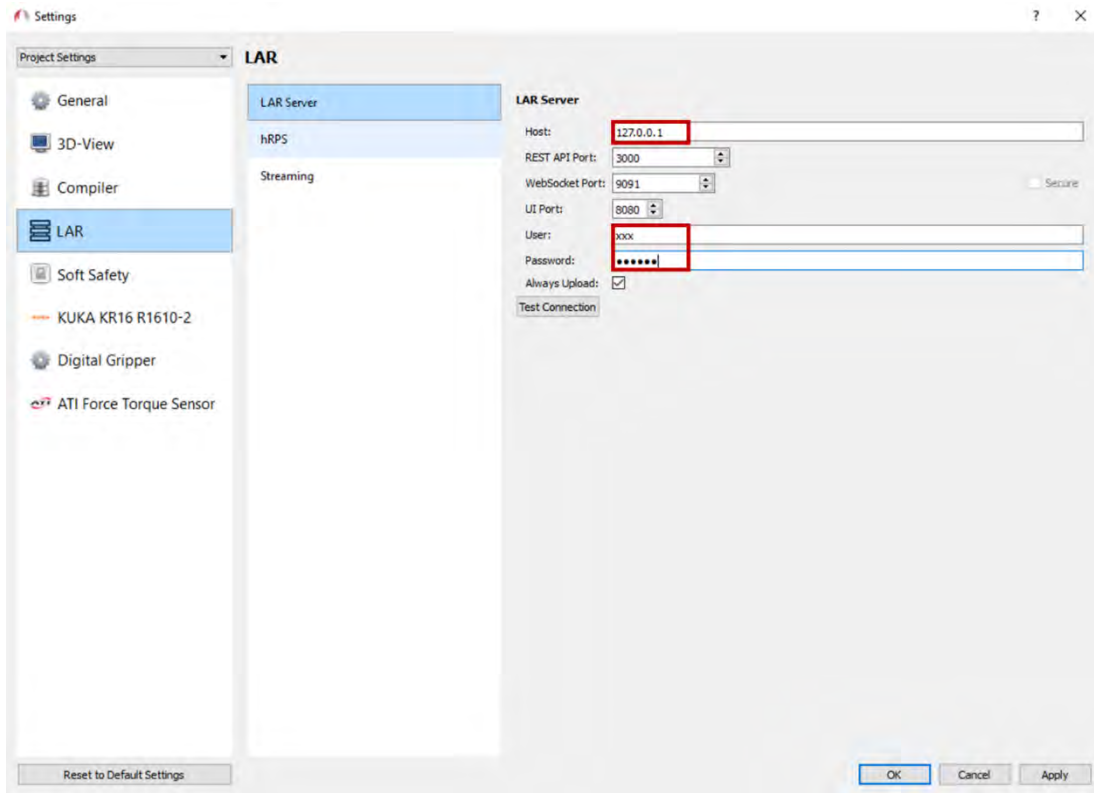 Settings
?
Project Settings
LAR
General
3D-View
Compiler
LAR
Soft Safety
KUKA KR16 R1610-2
Digital Gripper
ATI Force Torque Sensor
LAR Server
hRPS
Streaming
LAR Server
Host: 127.0.0.1
REST API Port: 3000
WebSocket Port: 9091 Secure
UI Port: 8080
User: xxx
Password: ●●●●●●
Always Upload:
Test Connection
Reset to Default Settings
OK Cancel Apply